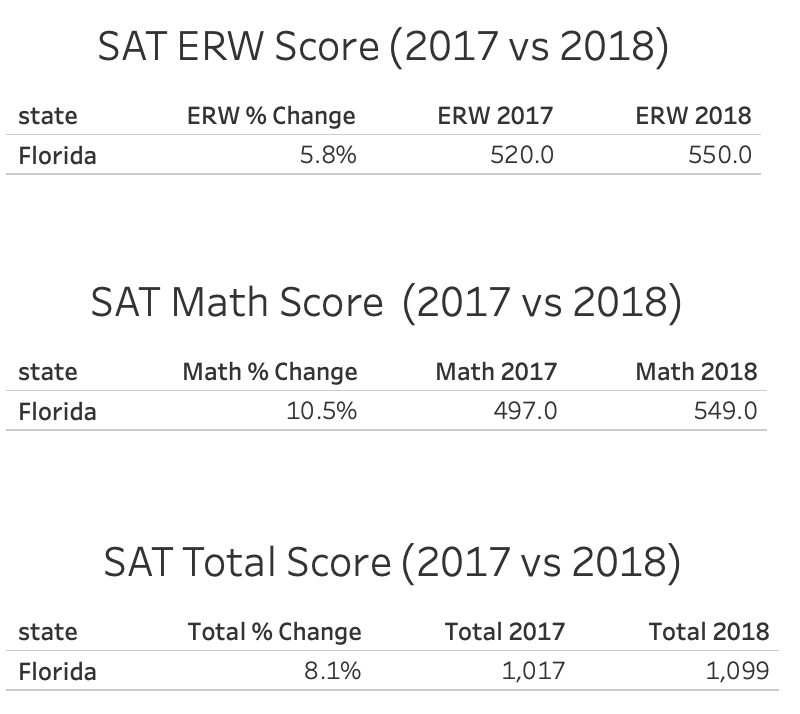 SAT ERW Score (2017 vs 2018)
state ERW % Change ERW 2017 ERW 2018
Florida 5.8% 520.0 550.0
SAT Math Score (2017 vs 2018)
state Math % Change Math 2017 Math 2018
Florida 10.5% 497.0 549.0
SAT Total Score (2017 vs 2018)
state Total % Change Total 2017 Total 2018
Florida 8.1% 1,017 1,099